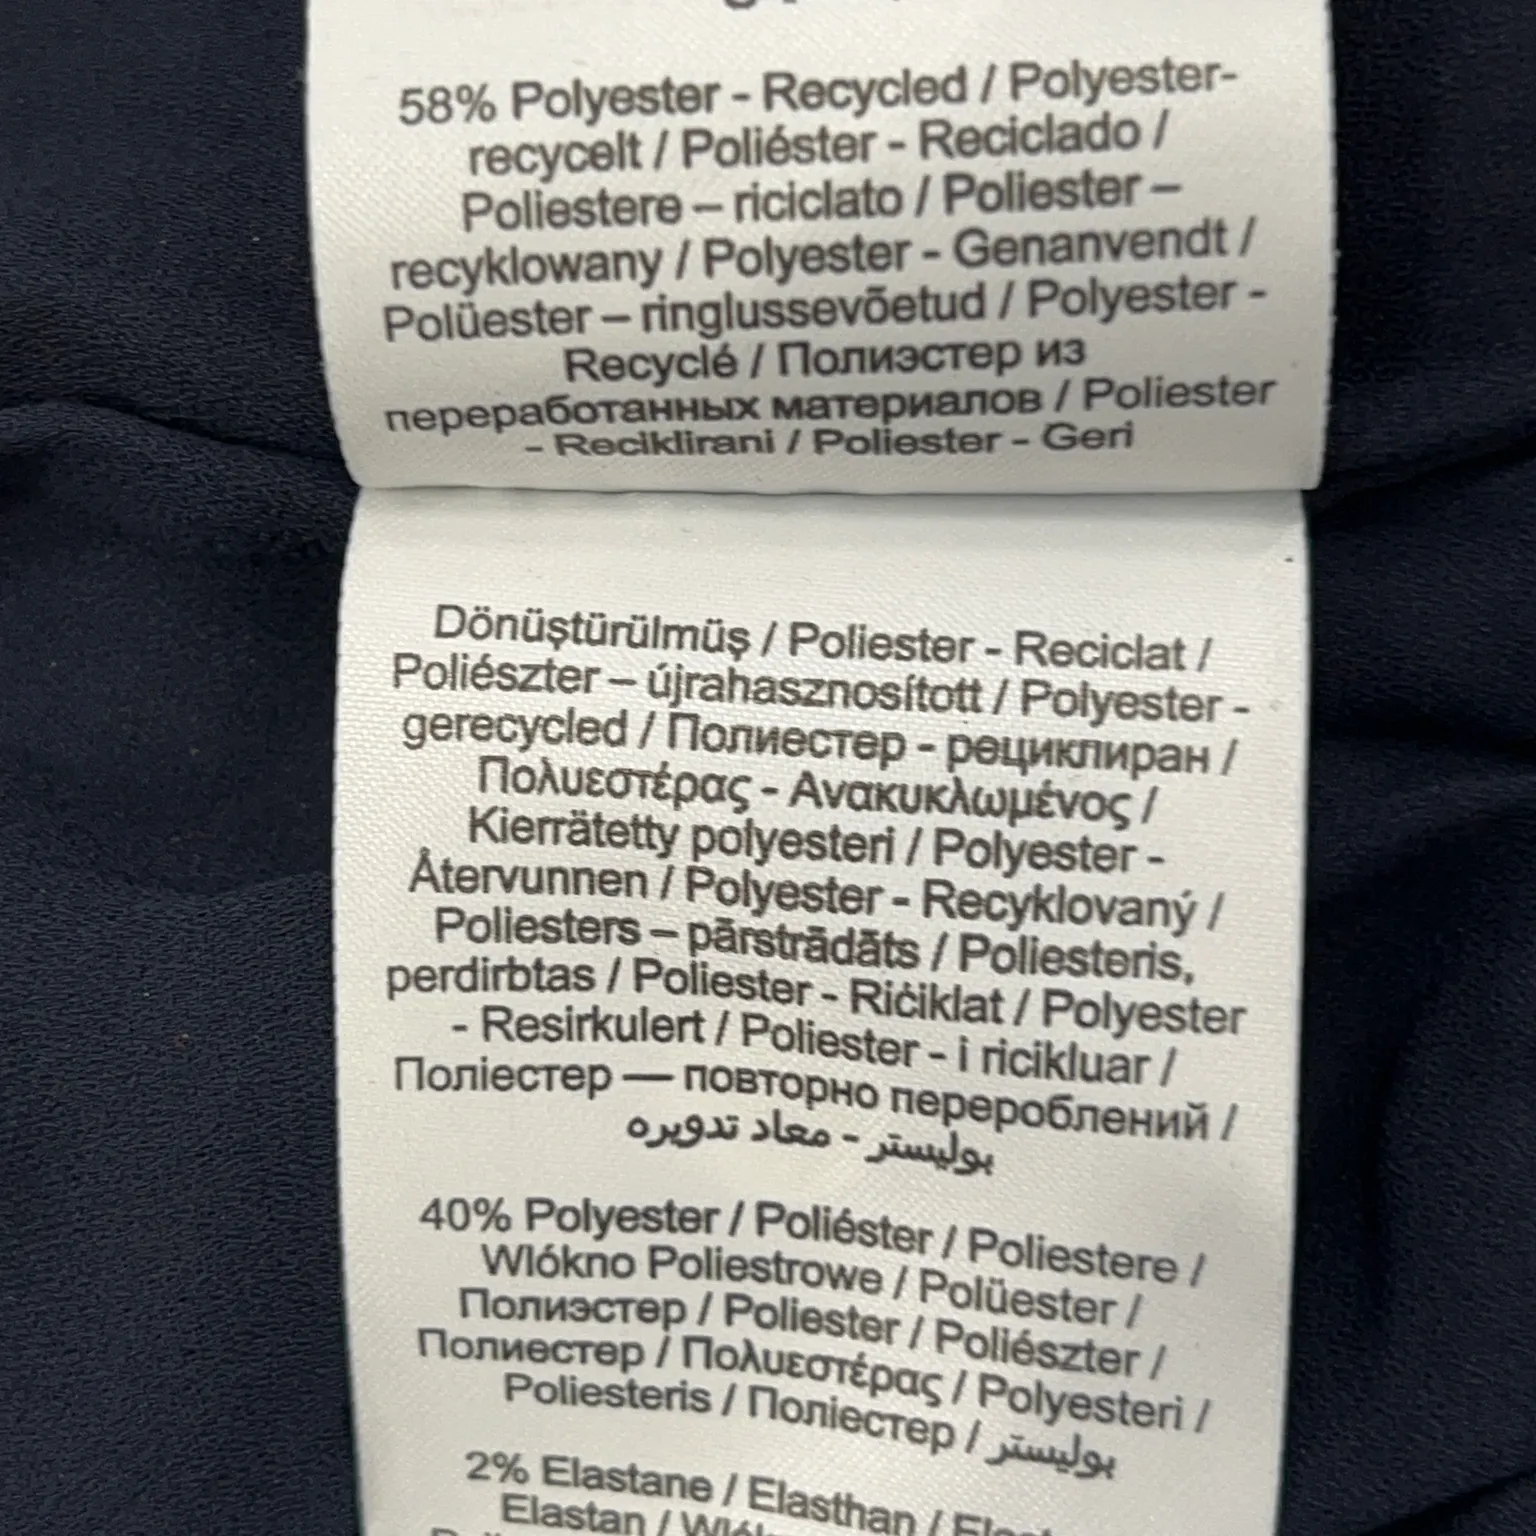 58% Polyester - Recycled / Polyester-
recycelt / Poliéster - Reciclado /
Poliestere – riciclato / Poliester –
recyklowany / Polyester - Genanvendt /
Polüester – ringlussevõetud / Polyester -
Recyclé / Полиэстер из
переработанных материалов / Poliester
- Reciklirani / Poliester - Geri
Dönüştürülmüş / Poliester - Reciclat /
Poliészter – újrahasznosított / Polyester -
gerecycled / Полиестер - рециклиран /
Πολυεστέρας - Ανακυκλωμένος /
Kierrätetty polyesteri / Polyester -
Återvunnen / Polyester - Recyklovaný /
Poliesters – pārstrādāts / Poliesteris,
perdirbtas / Poliester - Riċiklat / Polyester
- Resirkulert / Poliester - i ricikluar /
Поліестер — повторно перероблений /
بوليستر - معاد تدويره
40% Polyester / Poliéster / Poliestere /
Wlókno Poliestrowe / Polüester /
Полиэстер / Poliester / Poliészter /
Полиестер / Πολυεστέρας / Polyesteri /
Poliesteris / Поліестер / بوليستر
2% Elastane / Elasthan /
Elastan /